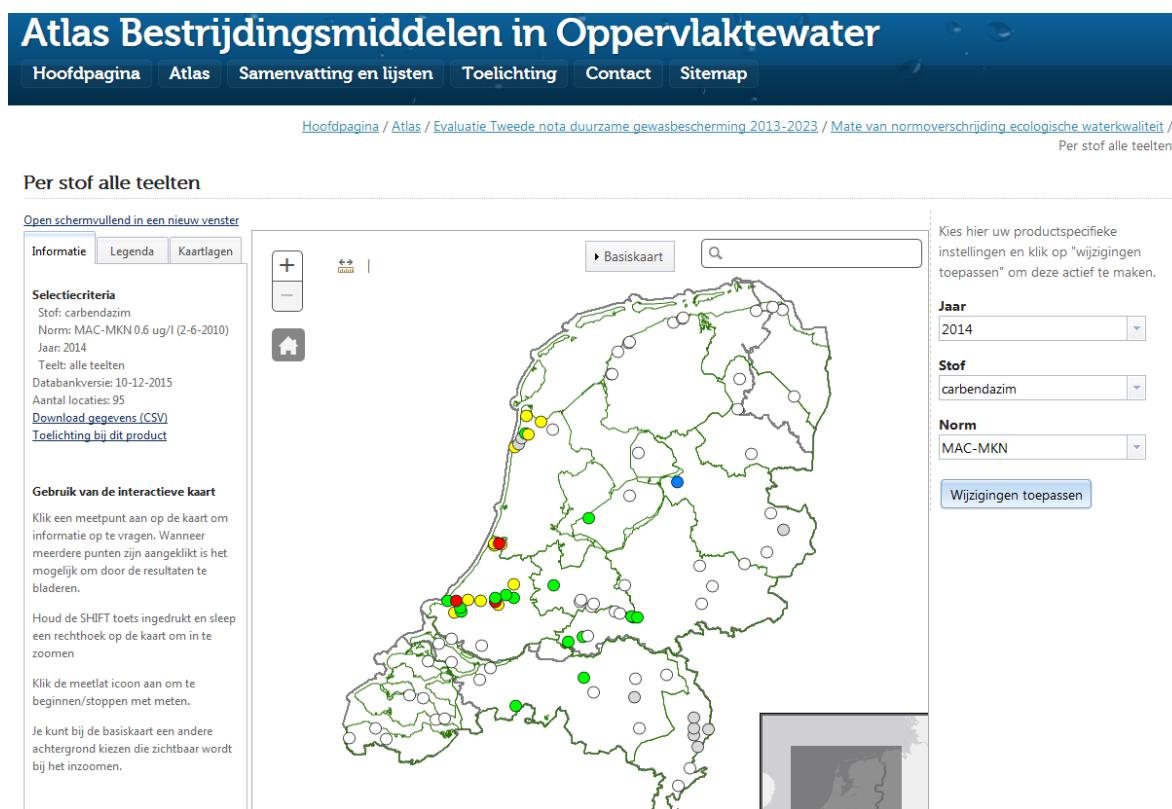 Atlas Bestrijdingsmiddelen in Oppervlaktewater
Hoofdpagina Atlas Samenvatting en lijsten Toelichting Contact Sitemap
Hoofdpagina / Atlas / Evaluatie Tweede nota duurzame gewasbescherming 2013-2023 / Mate van normoverschrijding ecologische waterkwaliteit /
Per stof alle teelten
Per stof alle teelten
Open schermvullend in een nieuw venster
Informatie Legenda Kaartlagen
Selectiecriteria
Stof: carbendazim
Norm: MAC-MKN 0.6 ug/l (2-6-2010)
Jaar: 2014
Teelt: alle teelten
Databankversie: 10-12-2015
Aantal locaties: 95
Download gegevens (CSV)
Toelichting bij dit product
Gebruik van de interactieve kaart
Klik een meetpunt aan op de kaart om
informatie op te vragen. Wanneer
meerdere punten zijn aangeklikt is het
mogelijk om door de resultaten te
bladeren.
Houd de SHIFT toets ingedrukt en sleep
een rechthoek op de kaart om in te
zoomen
Klik de meetlat icoon aan om te
beginnen/stoppen met meten.
Je kunt bij de basiskaart een andere
achtergrond kiezen die zichtbaar wordt
bij het inzoomen.
+
−
Basiskaart
Kies hier uw productspecifieke
instellingen en klik op "wijzigingen
toepassen" om deze actief te maken.
Jaar
2014
Stof
carbendazim
Norm
MAC-MKN
Wijzigingen toepassen